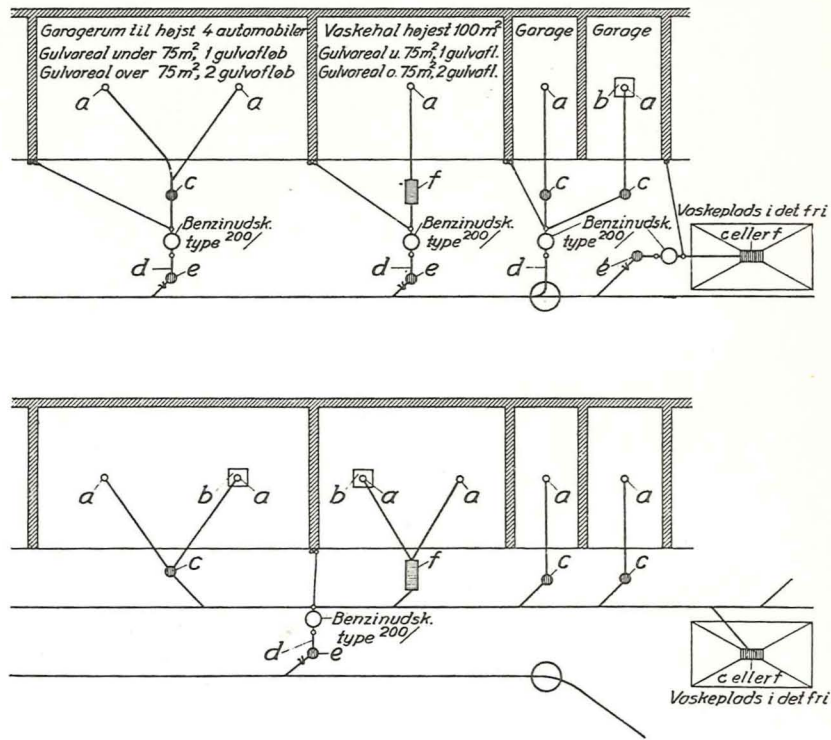 Garagerum til højst 4 automobiler
Gulvareal under 75m², 1 gulvafløb
Gulvareal over 75m², 2 gulvafløb
Vaskehal højest 100m²
Gulvareal u. 75m², 1 gulvafl.
Gulvareal o. 75m², 2 gulvafl.
Garage
Garage
a
a
a
a
b
a
c
f
c
c
Benzinudsk.
type 200/
Benzinudsk.
type 200/
Benzinudsk.
type 200/
Vaskeplads i det fri
c eller f
d
e
d
e
d
e
a
b
a
b
a
a
a
a
c
f
c
c
Benzinudsk.
type 200/
d
e
c eller f
Vaskeplads i det fri